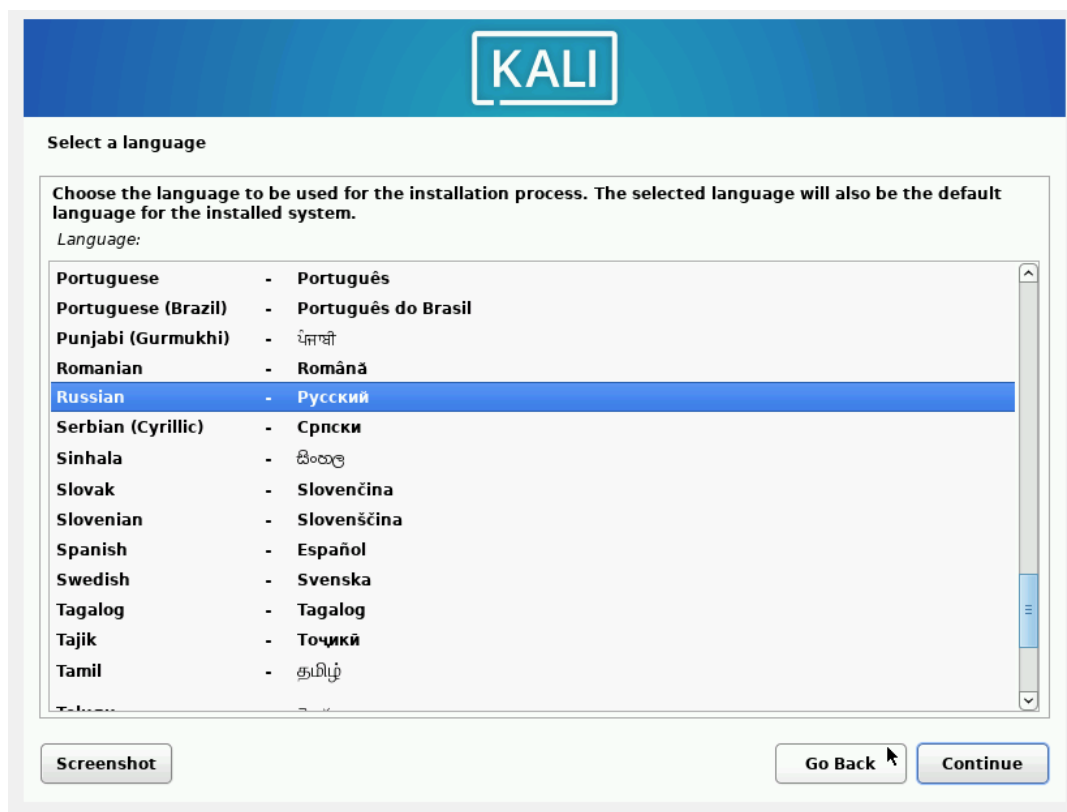 KALI
Select a language
Choose the language to be used for the installation process. The selected language will also be the default
language for the installed system.
Language:
Portuguese - Português
Portuguese (Brazil) - Português do Brasil
Punjabi (Gurmukhi) - ਪੰਜਾਬੀ
Romanian - Română
Russian - Русский
Serbian (Cyrillic) - Српски
Sinhala - සිංහල
Slovak - Slovenčina
Slovenian - Slovenščina
Spanish - Español
Swedish - Svenska
Tagalog - Tagalog
Tajik - Тоҷикӣ
Tamil - தமிழ்
Screenshot Go Back Continue